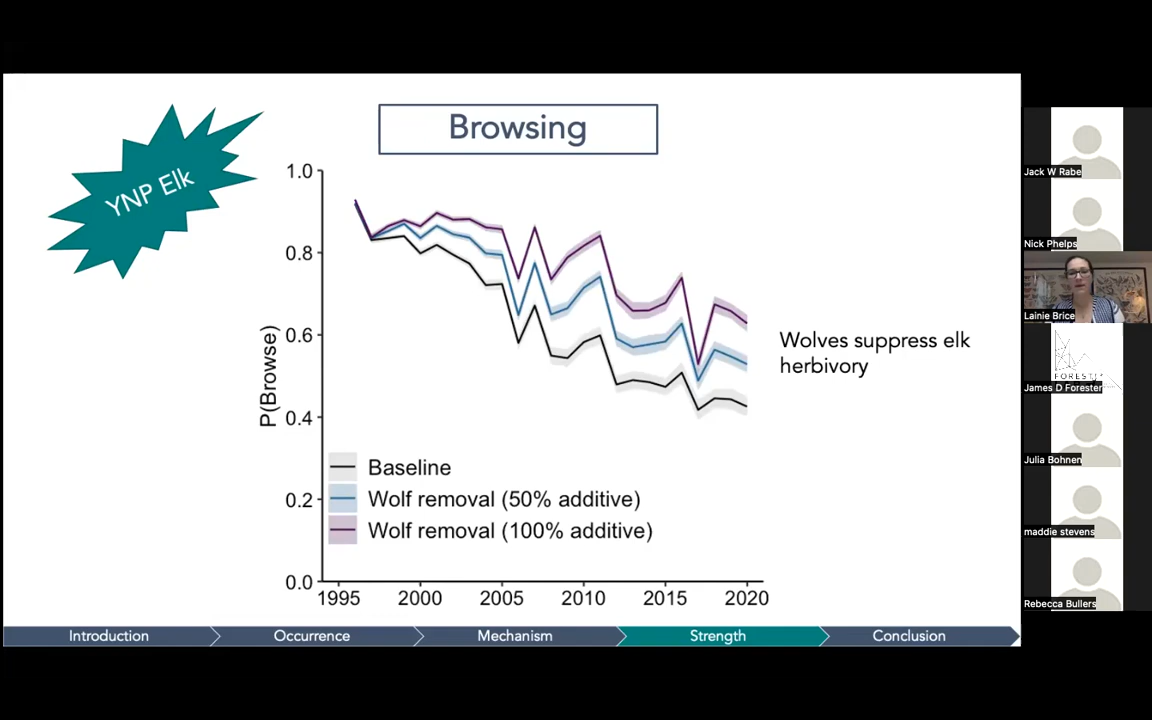 YNP Elk
Browsing
1.0
0.8
0.6
0.4
0.2
0.0
P(Browse)
1995 2000 2005 2010 2015 2020
Baseline
Wolf removal (50% additive)
Wolf removal (100% additive)
Wolves suppress elk
herbivory
Introduction
Occurrence
Mechanism
Strength
Conclusion
Jack W Rabe
Nick Phelps
Lainie Brice
James D Forester
Julia Bohnen
maddie stevens
Rebecca Bullers